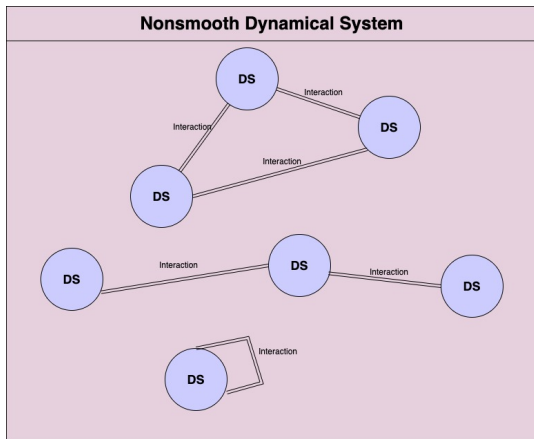 Nonsmooth Dynamical System
DS
Interaction
DS
Interaction
Interaction
DS
DS
Interaction
DS
Interaction
DS
Interaction
DS